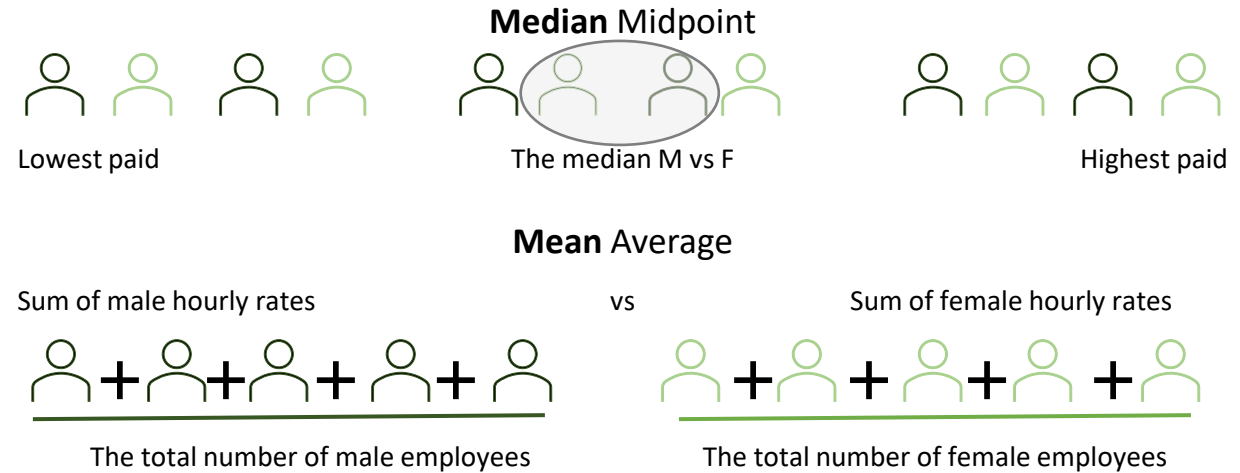 Median Midpoint
Lowest paid
The median M vs F
Highest paid
Mean Average
Sum of male hourly rates
vs
Sum of female hourly rates
The total number of male employees
The total number of female employees